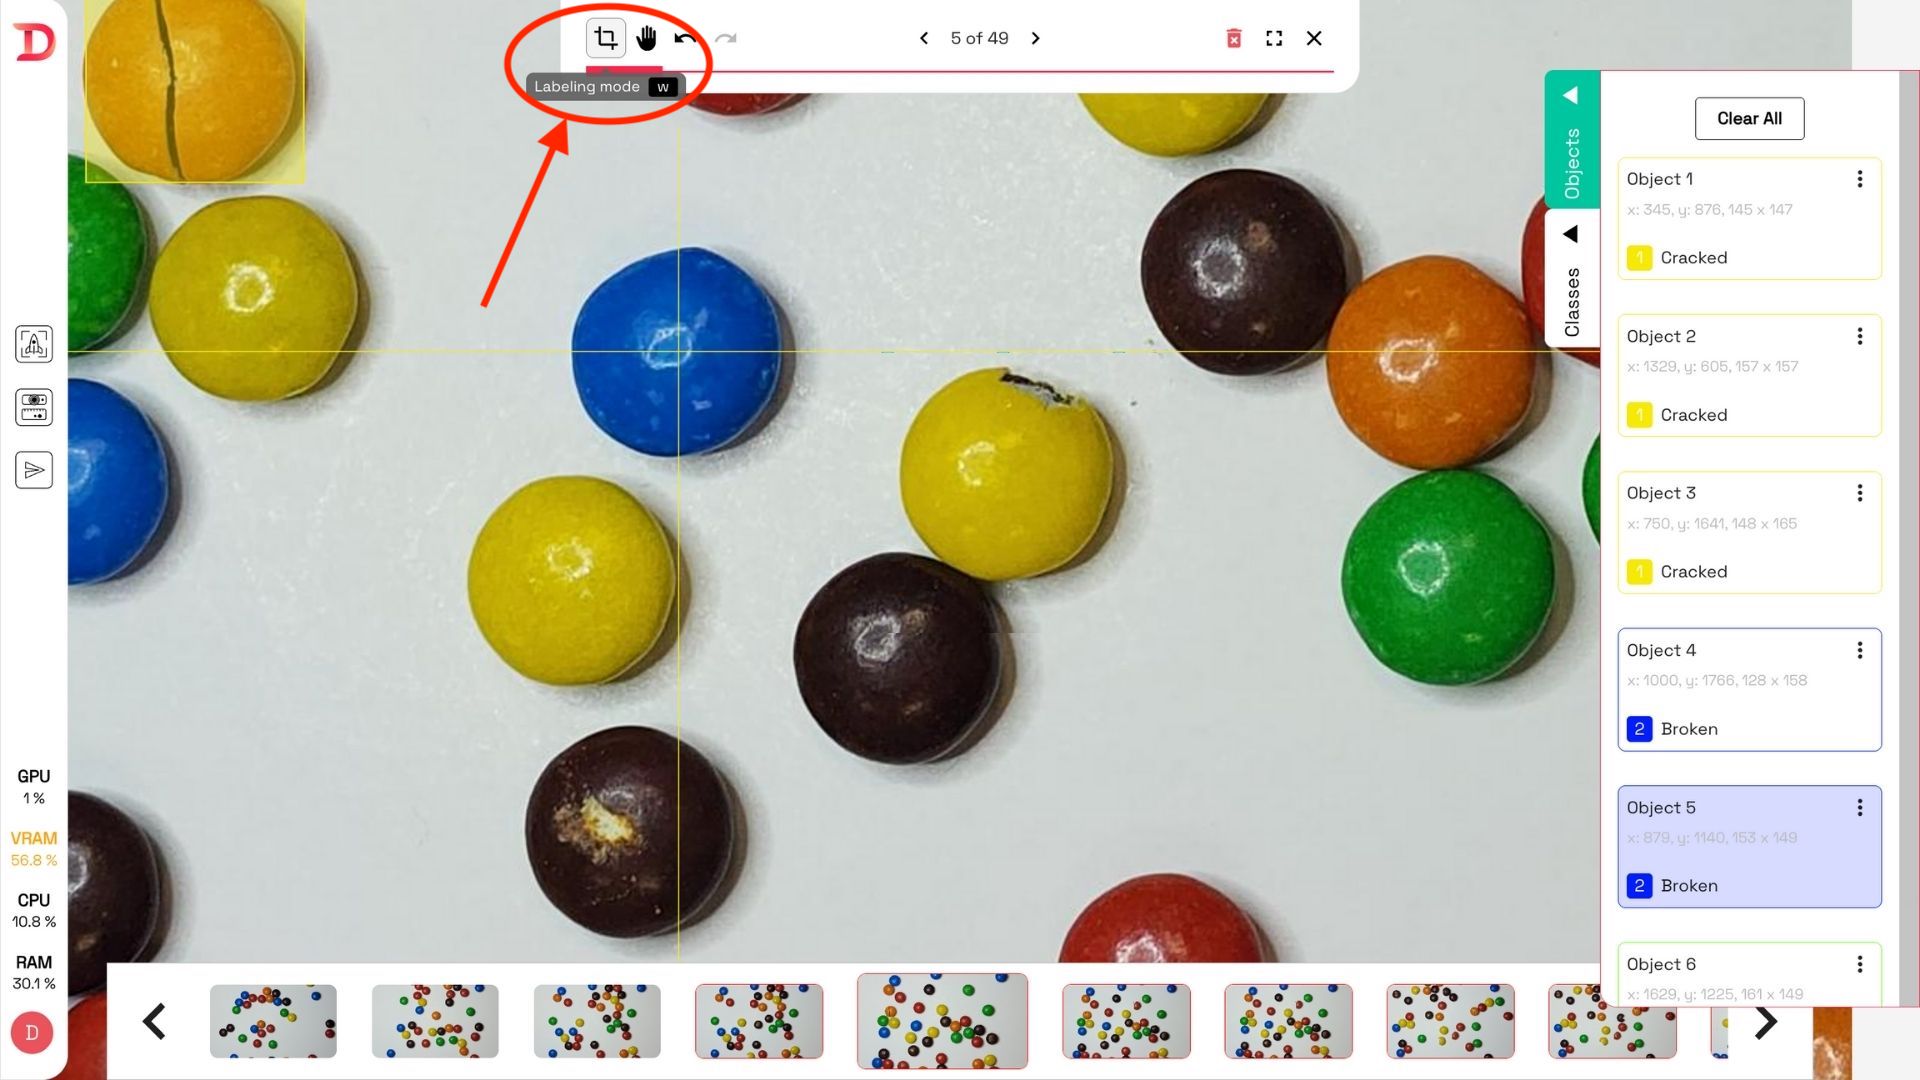 D
5 of 49
Labeling mode W
Objects
Classes
Clear All
Object 1
x: 345, y: 876, 145 x 147
1 Cracked
Object 2
x: 1329, y: 605, 157 x 157
1 Cracked
Object 3
x: 750, y: 1641, 148 x 165
1 Cracked
Object 4
x: 1000, y: 1766, 128 x 158
2 Broken
Object 5
x: 879, y: 1140, 153 x 149
2 Broken
Object 6
x: 1629, y: 1225, 161 x 149
GPU
1 %
VRAM
56.8 %
CPU
10.8 %
RAM
30.1 %
D